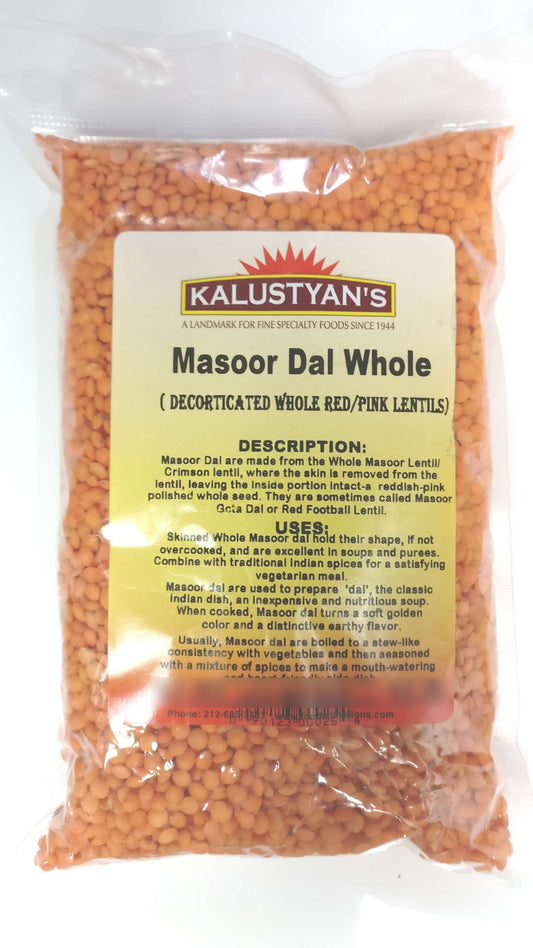 KALUSTYAN'S
A LANDMARK FOR FINE SPECIALTY FOODS SINCE 1944
Masoor Dal Whole
( DECORTICATED WHOLE RED/PINK LENTILS)
DESCRIPTION:
Masoor Dal are made from the Whole Masoor Lentil/
Crimson lentil, where the skin is removed from the
lentil, leaving the inside portion intact-a reddish-pink
polished whole seed. They are sometimes called Masoor
Gota Dal or Red Football Lentil.
USES:
Skinned Whole Masoor dal hold their shape, if not
overcooked, and are excellent in soups and purees.
Combine with traditional Indian spices for a satisfying
vegetarian meal.
Masoor dal are used to prepare 'dal', the classic
Indian dish, an inexpensive and nutritious soup.
When cooked, Masoor dal turns a soft golden
color and a distinctive earthy flavor.
Usually, Masoor dal are boiled to a stew-like
consistency with vegetables and then seasoned
with a mixture of spices to make a mouth-watering
and heart-friendly side dish
Phone: